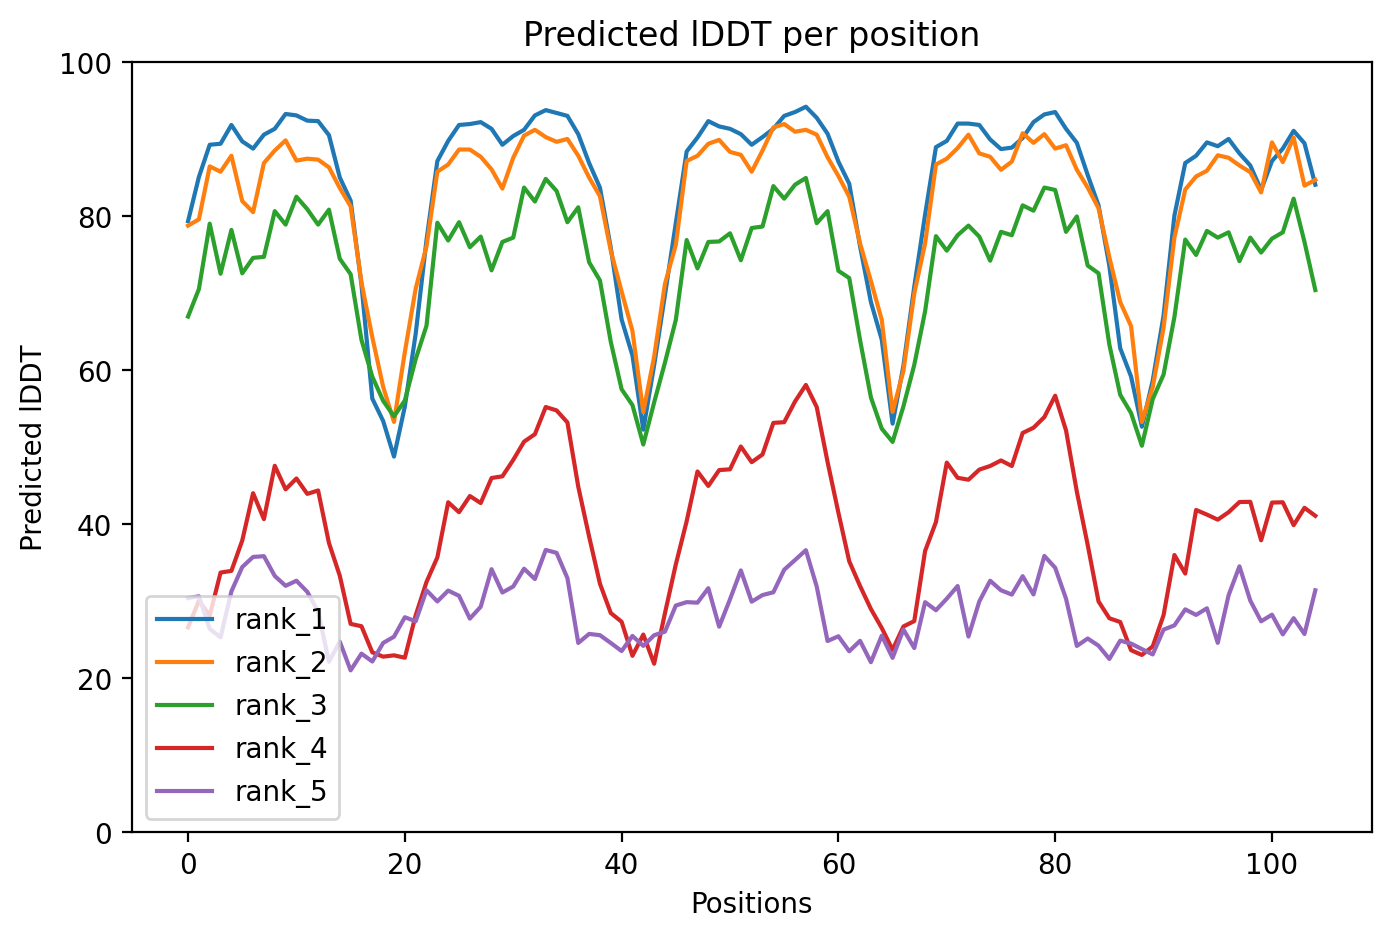 Predicted lDDT per position
100
80
60
40
20
0
Predicted lDDT
rank_1
rank_2
rank_3
rank_4
rank_5
0 20 40 60 80 100
Positions